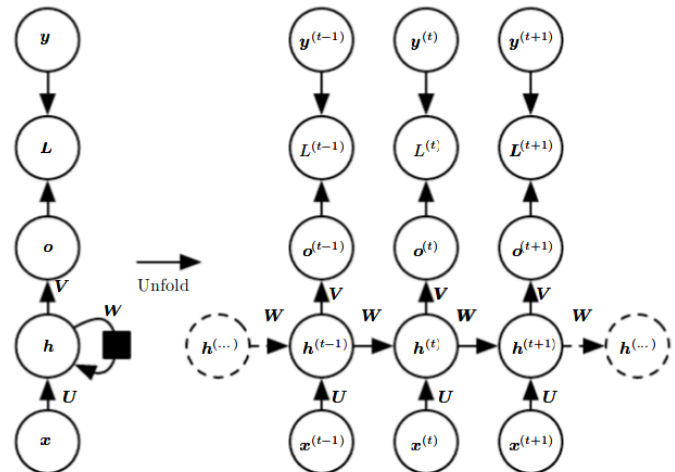 y y^(t−1) y^(t) y^(t+1)
L L^(t−1) L^(t) L^(t+1)
o o^(t−1) o^(t) o^(t+1)
Unfold
V V V V
W W W W W
h h^(...) h^(t−1) h^(t) h^(t+1) h^(...)
U U U U
x x^(t−1) x^(t) x^(t+1)